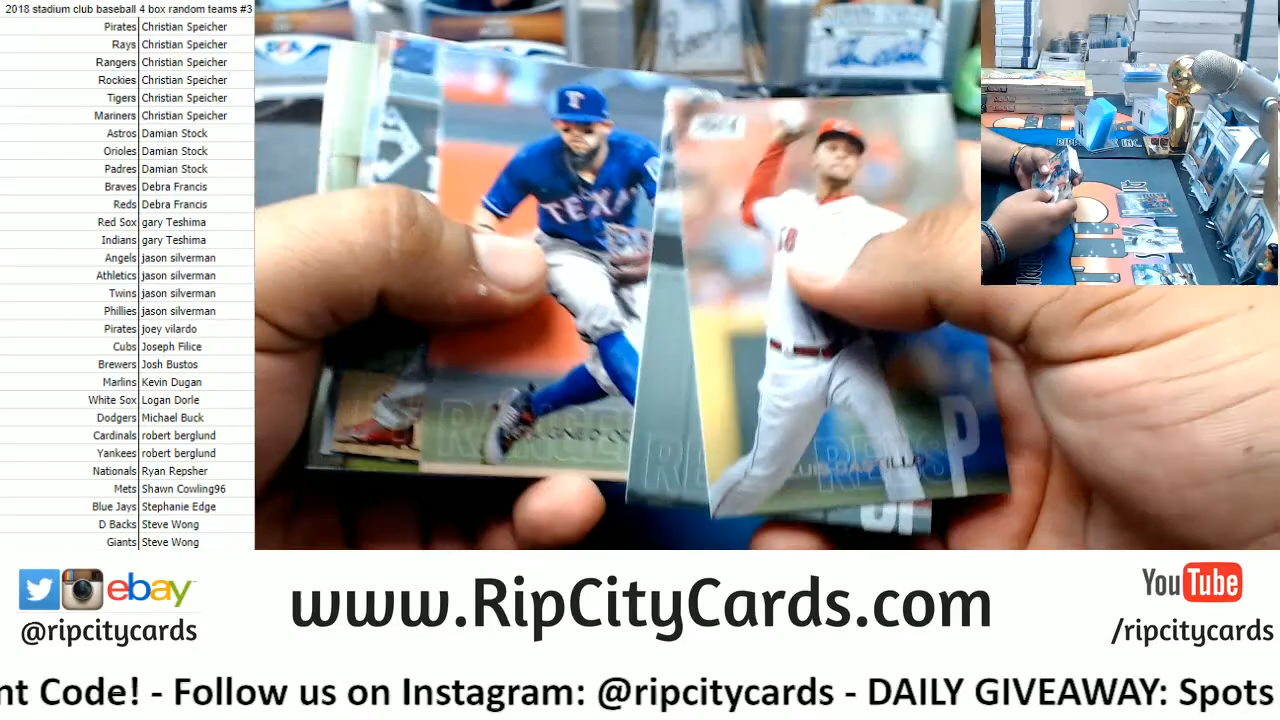 2018 stadium club baseball 4 box random teams #3
Pirates Christian Speicher
Rays Christian Speicher
Rangers Christian Speicher
Rockies Christian Speicher
Tigers Christian Speicher
Mariners Christian Speicher
Astros Damian Stock
Orioles Damian Stock
Padres Damian Stock
Braves Debra Francis
Reds Debra Francis
Red Sox gary Teshima
Indians gary Teshima
Angels jason silverman
Athletics jason silverman
Twins jason silverman
Phillies jason silverman
Pirates joey vilardo
Cubs Joseph Filice
Brewers Josh Bustos
Marlins Kevin Dugan
White Sox Logan Dorle
Dodgers Michael Buck
Cardinals robert berglund
Yankees robert berglund
Nationals Ryan Repsher
Mets Shawn Cowling96
Blue Jays Stephanie Edge
D Backs Steve Wong
Giants Steve Wong
T
TEXA
REDS
P
LUIS CASTILLO
ebay
@ripcitycards
www.RipCityCards.com
YouTube
/ripcitycards
nt Code! - Follow us on Instagram: @ripcitycards - DAILY GIVEAWAY: Spots